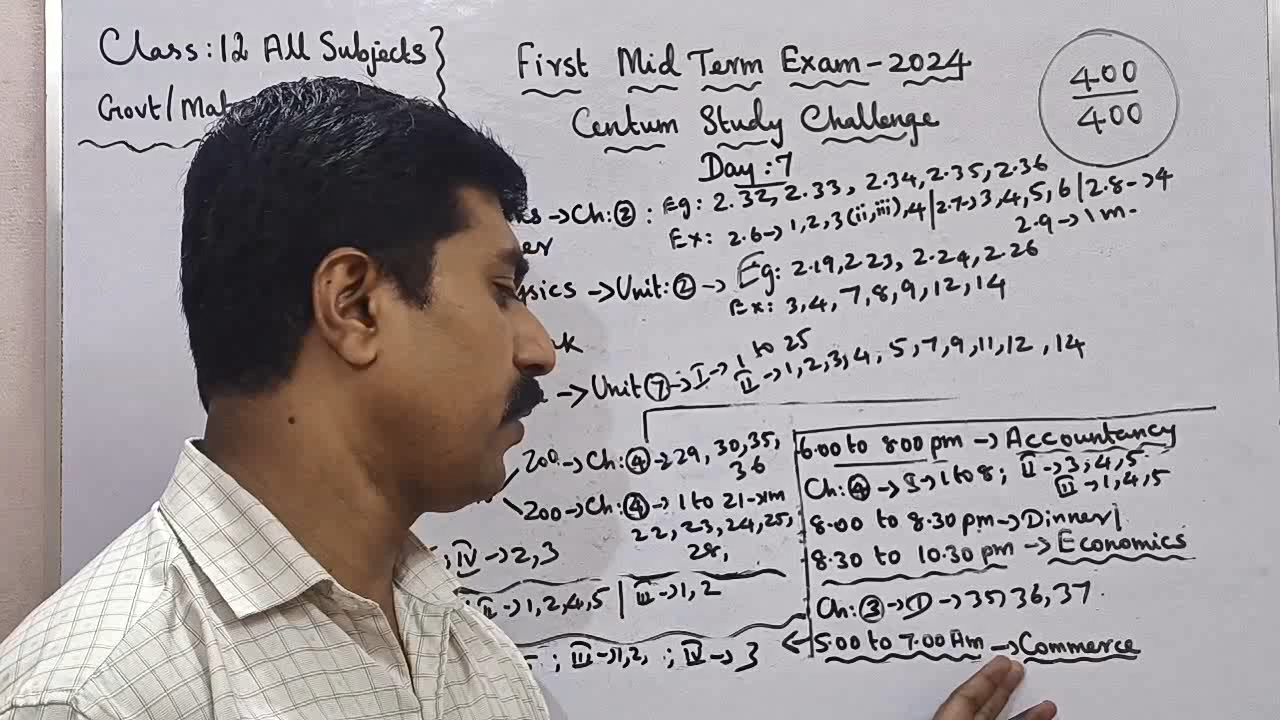 Class: 12 All Subjects }
Govt/Mat
First Mid Term Exam - 2024
Centum Study Challenge
Day: 7
400
400
→ Ch: ② : Eg: 2.32, 2.33, 2.34, 2.35, 2.36
Ex: 2.6 → 1, 2, 3 (ii, iii), 4 | 2.7 → 3, 4, 5, 6 | 2.8 → 4
2.9 → 1m.
sics → Unit: ② → Eg: 2.19, 2.23, 2.24, 2.26
Ex: 3, 4, 7, 8, 9, 12, 14
→ Unit ⑦ → I → 1 to 25
II → 1, 2, 3, 4, 5, 7, 9, 11, 12, 14
Zoo → Ch: ④ → 29, 30, 35,
36
Zoo → Ch: ④ → 1 to 21 → 1m
22, 23, 24, 25,
28,
; IV → 2, 3
: II → 1, 2, 4, 5 | III → 1, 2
; III → 1, 2, ; IV → 3
6.00 to 8.00 pm → Accountancy
Ch: ④ → I → 1 to 8 ; II → 3, 4, 5
III → 1, 4, 5
8.00 to 8.30 pm → Dinner
8.30 to 10.30 pm → Economics
Ch: ③ → ① → 35, 36, 37.
← 5.00 to 7.00 Am → Commerce